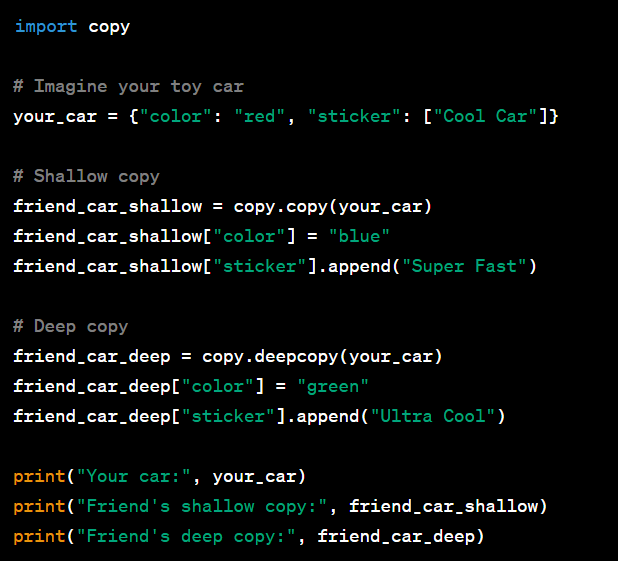 import copy
# Imagine your toy car
your_car = {"color": "red", "sticker": ["Cool Car"]}
# Shallow copy
friend_car_shallow = copy.copy(your_car)
friend_car_shallow["color"] = "blue"
friend_car_shallow["sticker"].append("Super Fast")
# Deep copy
friend_car_deep = copy.deepcopy(your_car)
friend_car_deep["color"] = "green"
friend_car_deep["sticker"].append("Ultra Cool")
print("Your car:", your_car)
print("Friend's shallow copy:", friend_car_shallow)
print("Friend's deep copy:", friend_car_deep)